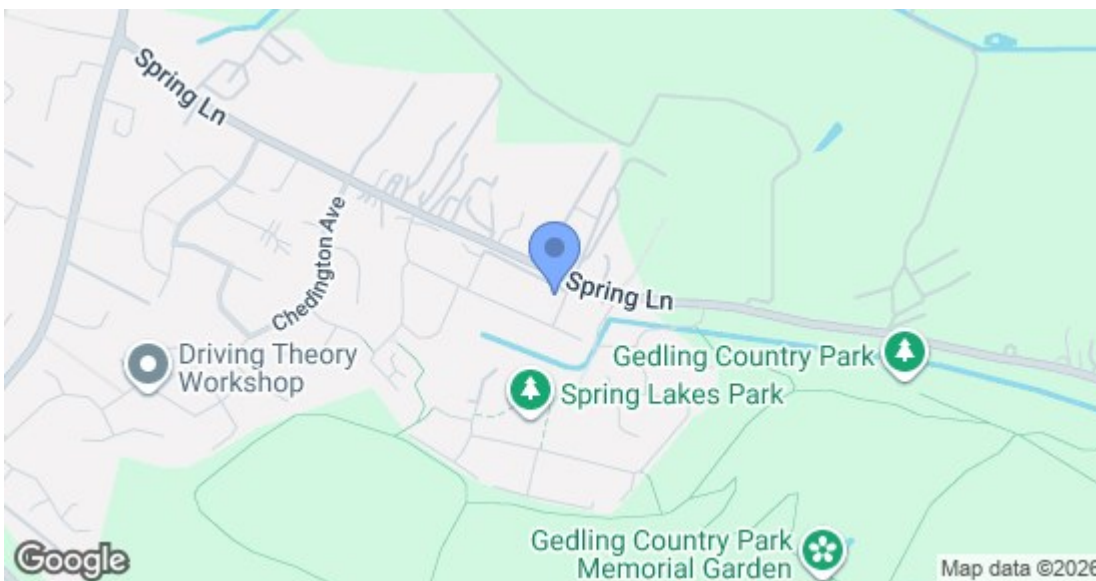 Spring Ln
Chedington Ave
Spring Ln
Driving Theory
Workshop
Gedling Country Park
Spring Lakes Park
Gedling Country Park
Memorial Garden
Google
Map data ©2026